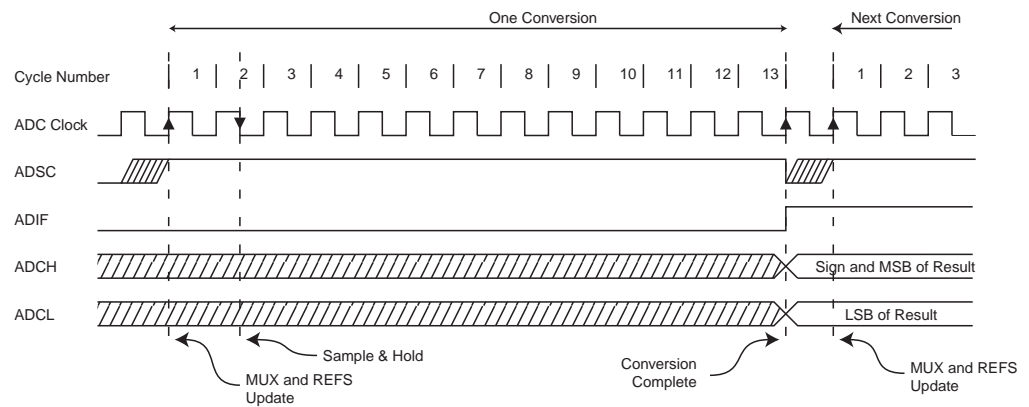 One Conversion
Next Conversion
Cycle Number 1 2 3 4 5 6 7 8 9 10 11 12 13 1 2 3
ADC Clock
ADSC
ADIF
ADCH
Sign and MSB of Result
ADCL
LSB of Result
Sample & Hold
MUX and REFS
Update
Conversion
Complete
MUX and REFS
Update